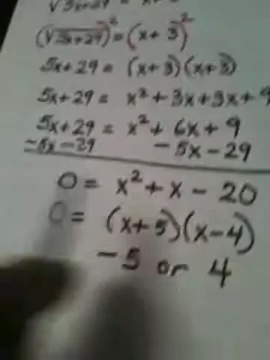 (√5x+29)² = (x+3)²
5x+29 = (x+3)(x+3)
5x+29 = x²+3x+3x+9
5x+29 = x²+6x+9
-5x-29 -5x-29
0 = x²+x-20
0 = (x+5)(x-4)
-5 or 4